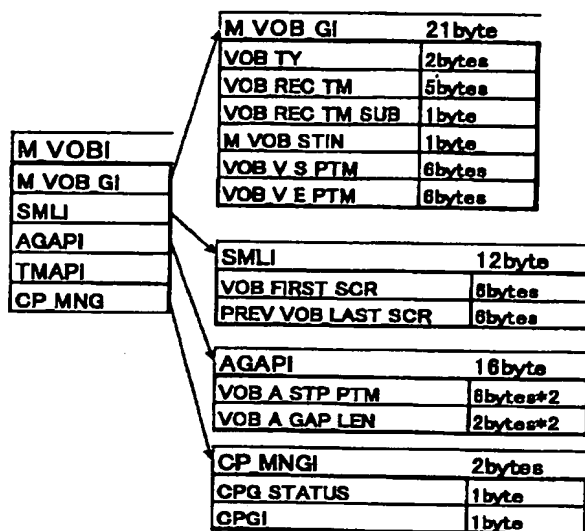 M VOBI
M VOB GI
SMLI
AGAPI
TMAPI
CP MNG
M VOB GI 21byte
VOB TY 2bytes
VOB REC TM 5bytes
VOB REC TM SUB 1byte
M VOB STIN 1byte
VOB V S PTM 6bytes
VOB V E PTM 6bytes
SMLI 12byte
VOB FIRST SCR 6bytes
PREV VOB LAST SCR 6bytes
AGAPI 16byte
VOB A STP PTM 6bytes*2
VOB A GAP LEN 2bytes*2
CP MNGI 2bytes
CPG STATUS 1byte
CPGI 1byte